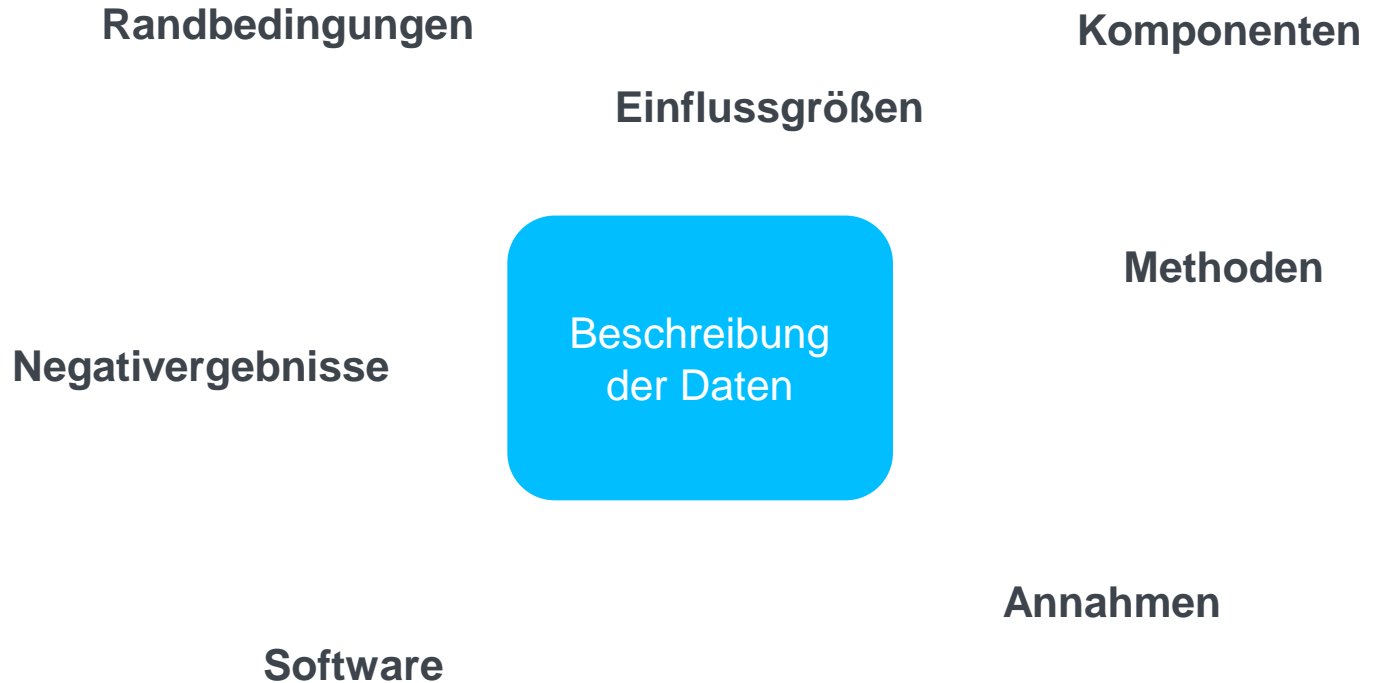 Randbedingungen
Komponenten
Einflussgrößen
Methoden
Beschreibung
der Daten
Negativergebnisse
Annahmen
Software